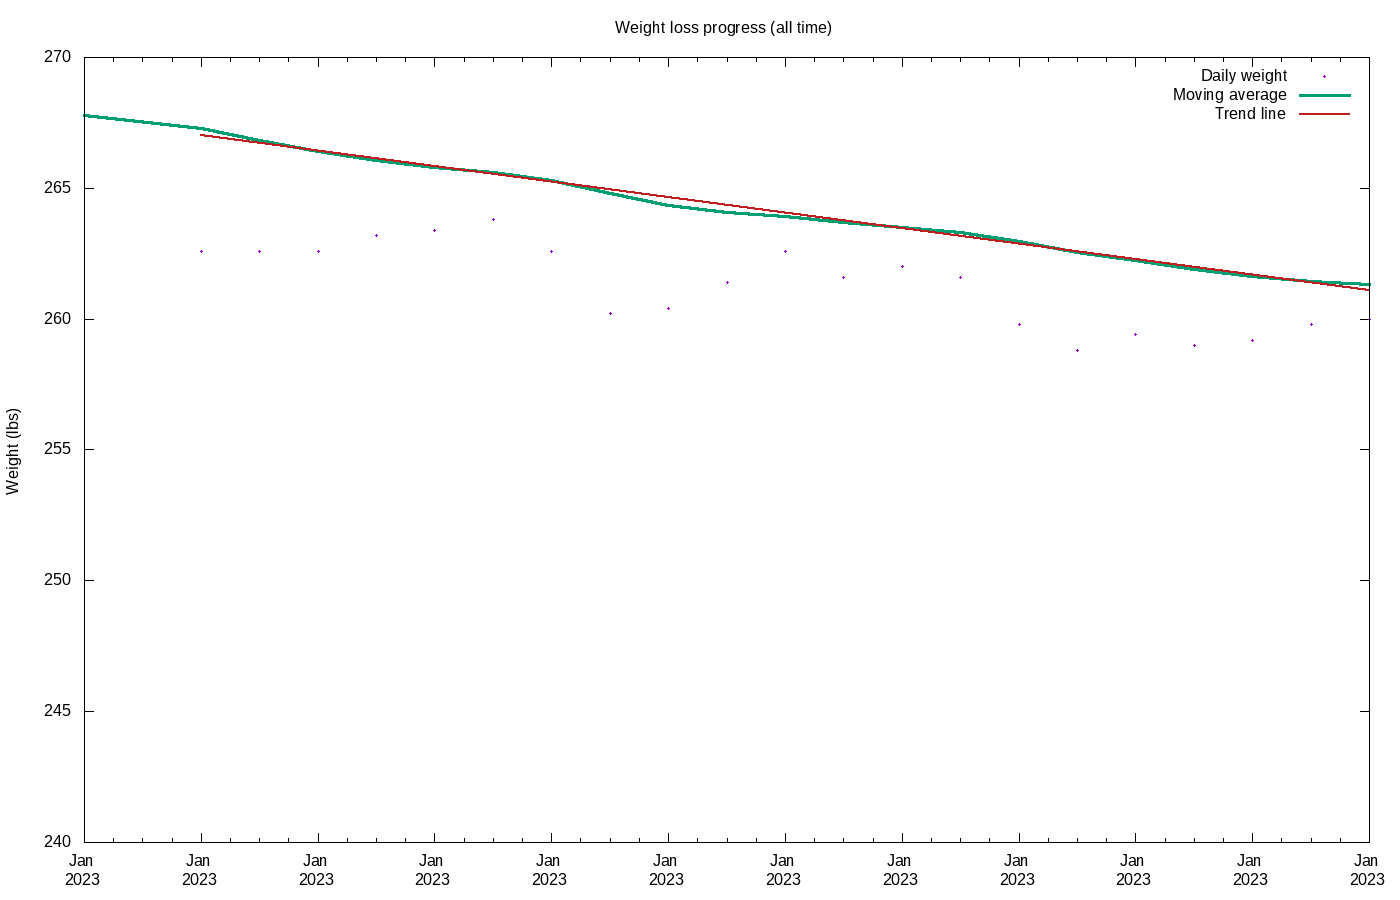 Weight loss progress (all time)
270
265
260
255
250
245
240
Weight (lbs)
Daily weight
Moving average
Trend line
Jan Jan Jan Jan Jan Jan Jan Jan Jan Jan Jan Jan
2023 2023 2023 2023 2023 2023 2023 2023 2023 2023 2023 2023